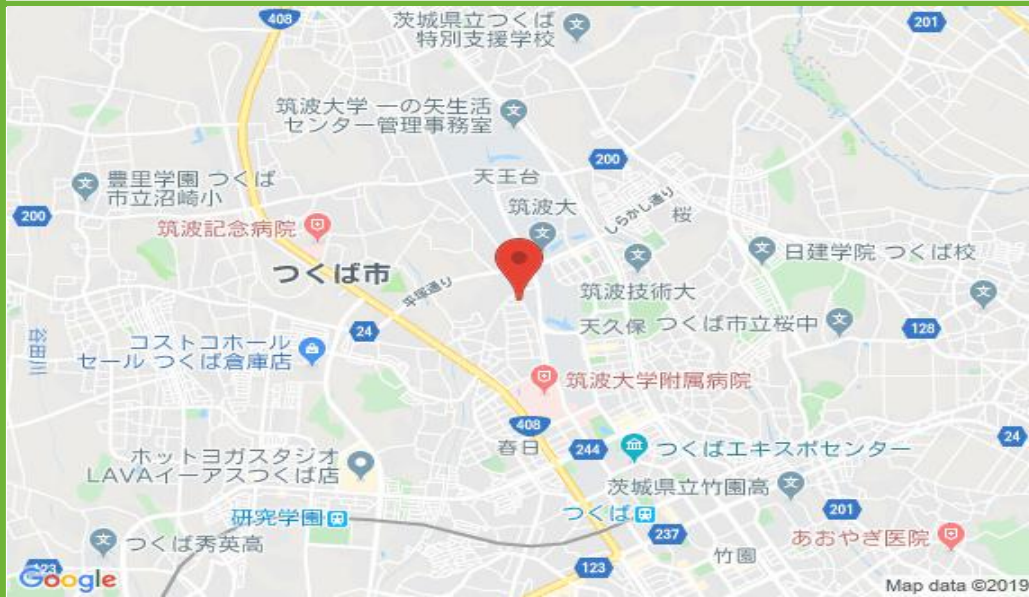 408
茨城県立つくば
特別支援学校
201
筑波大学 一の矢生活
センター管理事務室
200
天王台
豊里学園 つくば
市立沼崎小
200
筑波大
しらかし通り
桜
筑波記念病院
日建学院 つくば校
つくば市
平塚通り
筑波技術大
天久保
つくば市立桜中
128
24
谷田川
コストコホール
セール つくば倉庫店
筑波大学附属病院
408
春日
244
つくばエキスポセンター
24
ホットヨガスタジオ
LAVAイーアスつくば店
茨城県立竹園高
研究学園
つくば
201
237
あおやぎ医院
つくば秀英高
竹園
123
123
Google
Map data ©2019